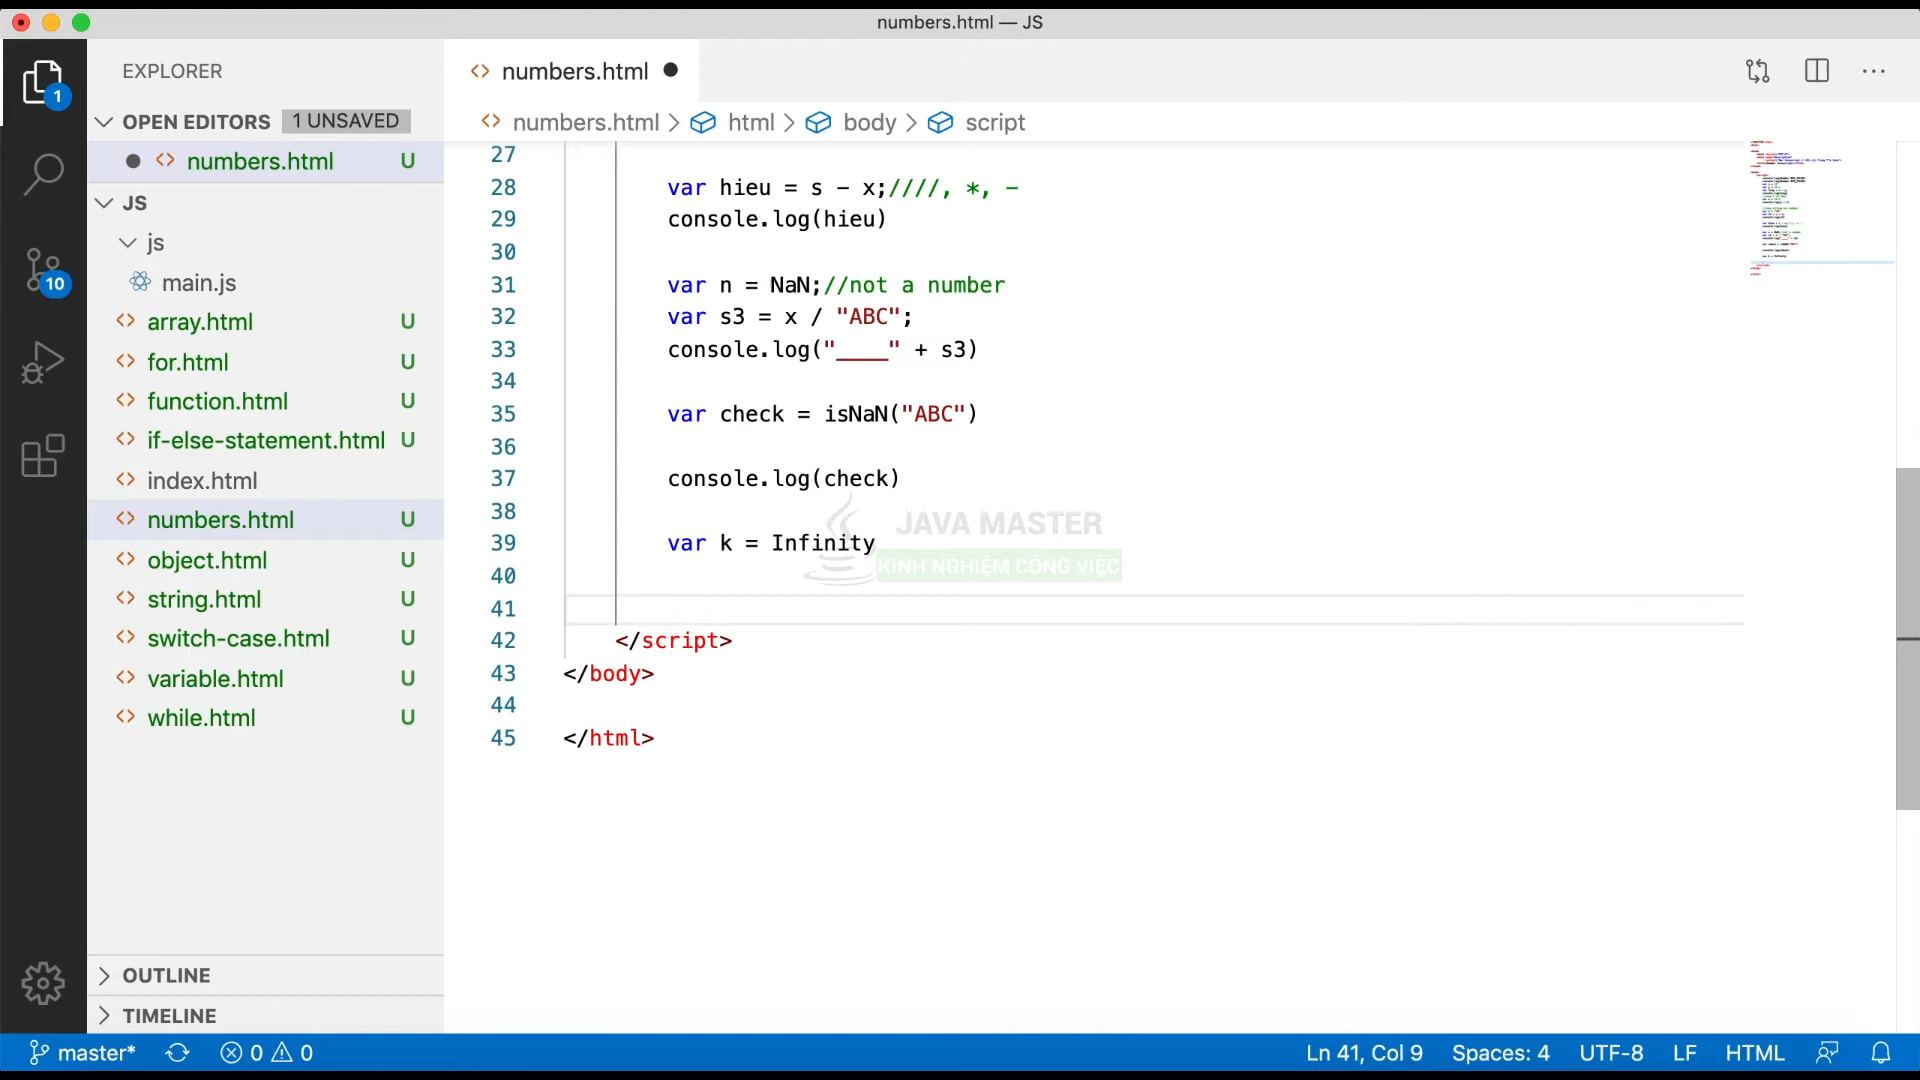 numbers.html — JS
EXPLORER
OPEN EDITORS 1 UNSAVED
numbers.html U
JS
js
main.js
array.html U
for.html U
function.html U
if-else-statement.html U
index.html
numbers.html U
object.html U
string.html U
switch-case.html U
variable.html U
while.html U
OUTLINE
TIMELINE
1
10
numbers.html
numbers.html > html > body > script
27
28 var hieu = s - x;////, *, -
29 console.log(hieu)
30
31 var n = NaN;//not a number
32 var s3 = x / "ABC";
33 console.log("____" + s3)
34
35 var check = isNaN("ABC")
36
37 console.log(check)
38
39 var k = Infinity
40
41
42 </script>
43 </body>
44
45 </html>
JAVA MASTER
KINH NGHIỆM CÔNG VIỆC
master* 0 0 Ln 41, Col 9 Spaces: 4 UTF-8 LF HTML